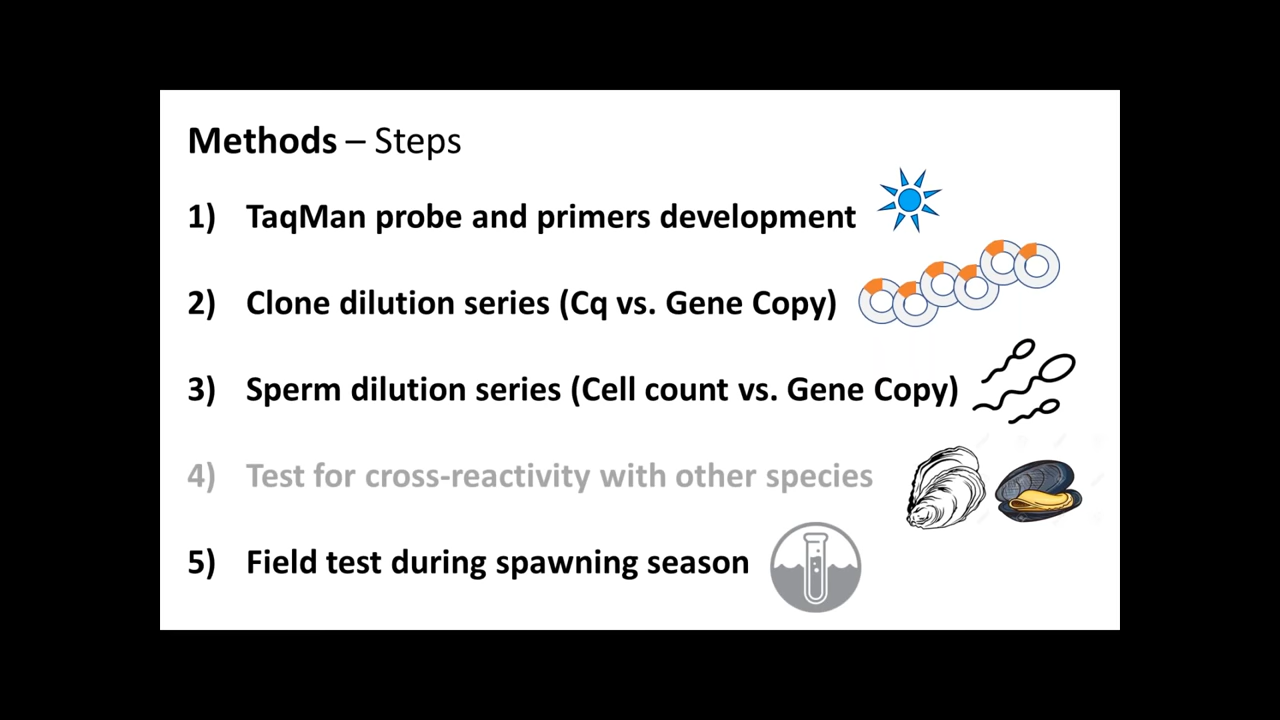 Methods – Steps
1) TaqMan probe and primers development
2) Clone dilution series (Cq vs. Gene Copy)
3) Sperm dilution series (Cell count vs. Gene Copy)
4) Test for cross-reactivity with other species
5) Field test during spawning season